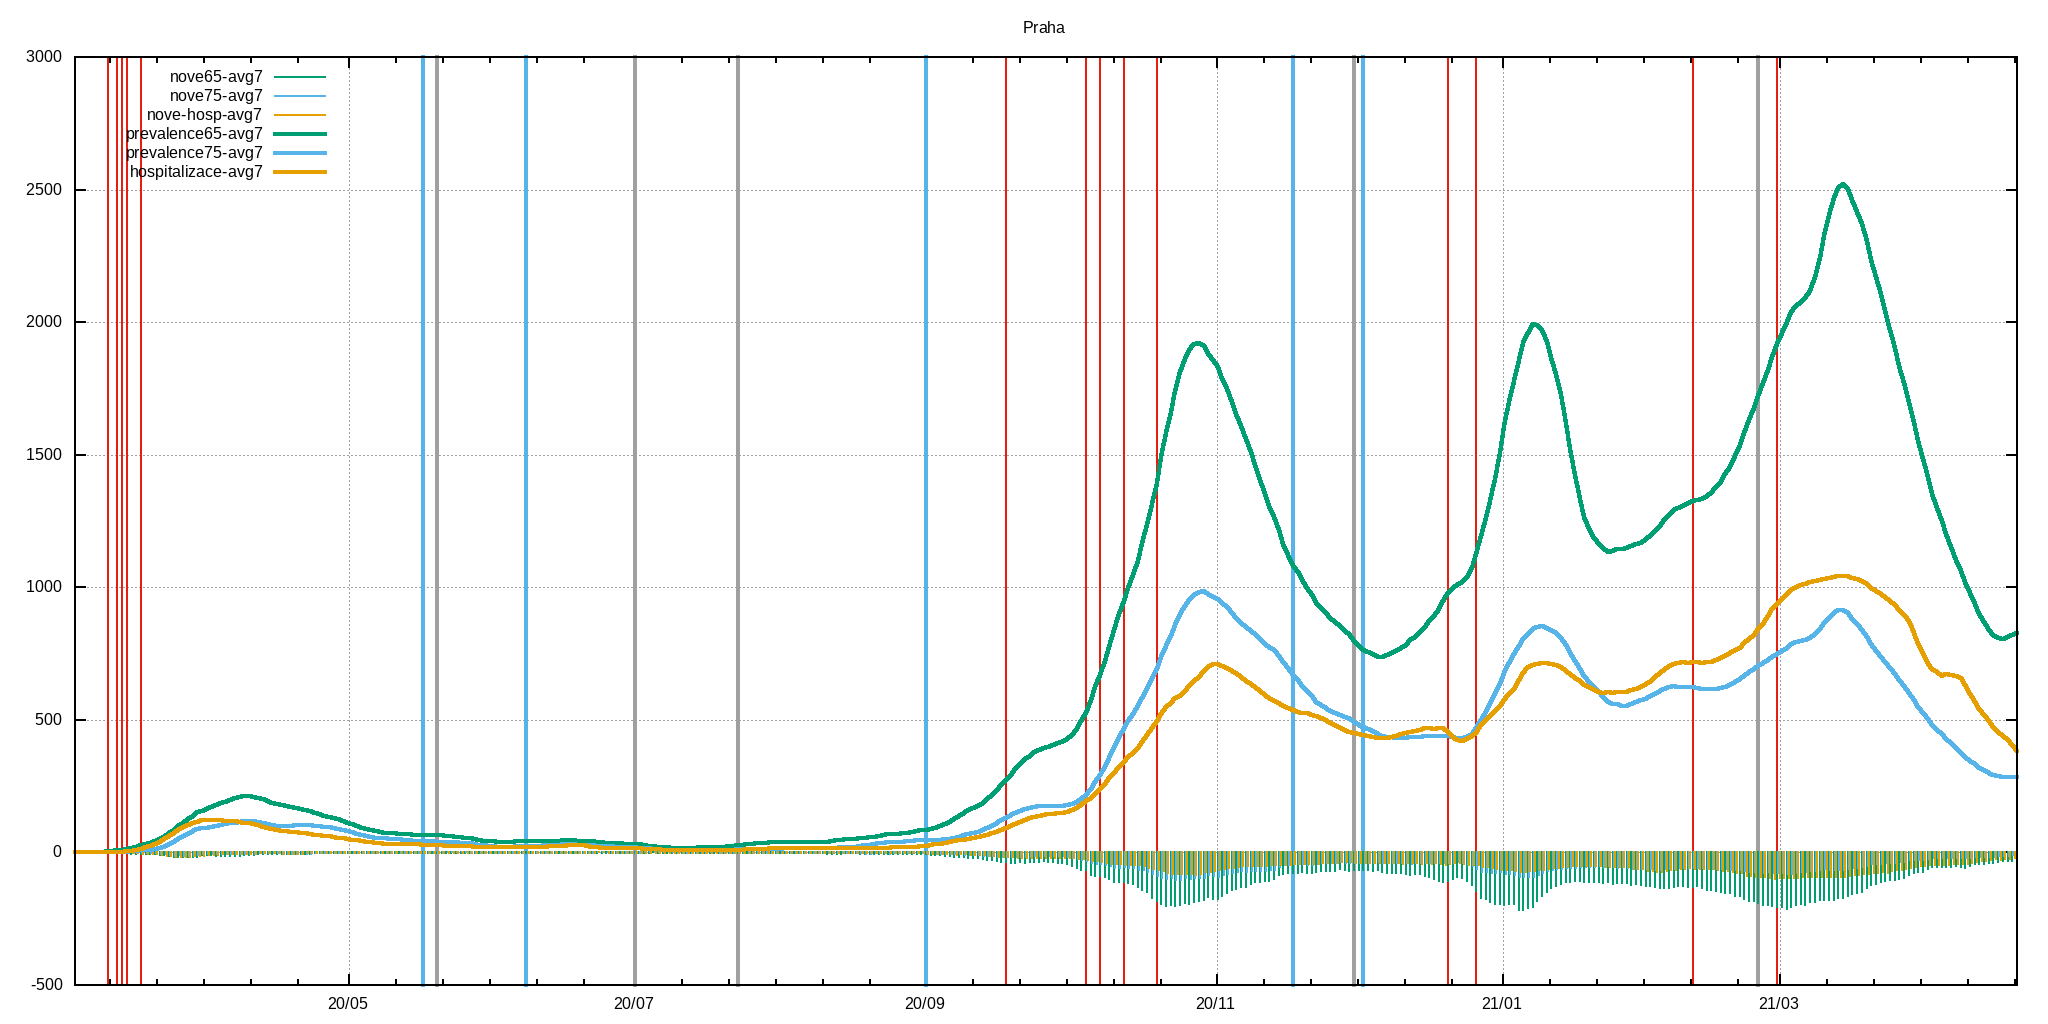 Praha
3000
2500
2000
1500
1000
500
0
-500
nove65-avg7
nove75-avg7
nove-hosp-avg7
prevalence65-avg7
prevalence75-avg7
hospitalizace-avg7
20/05 20/07 20/09 20/11 21/01 21/03